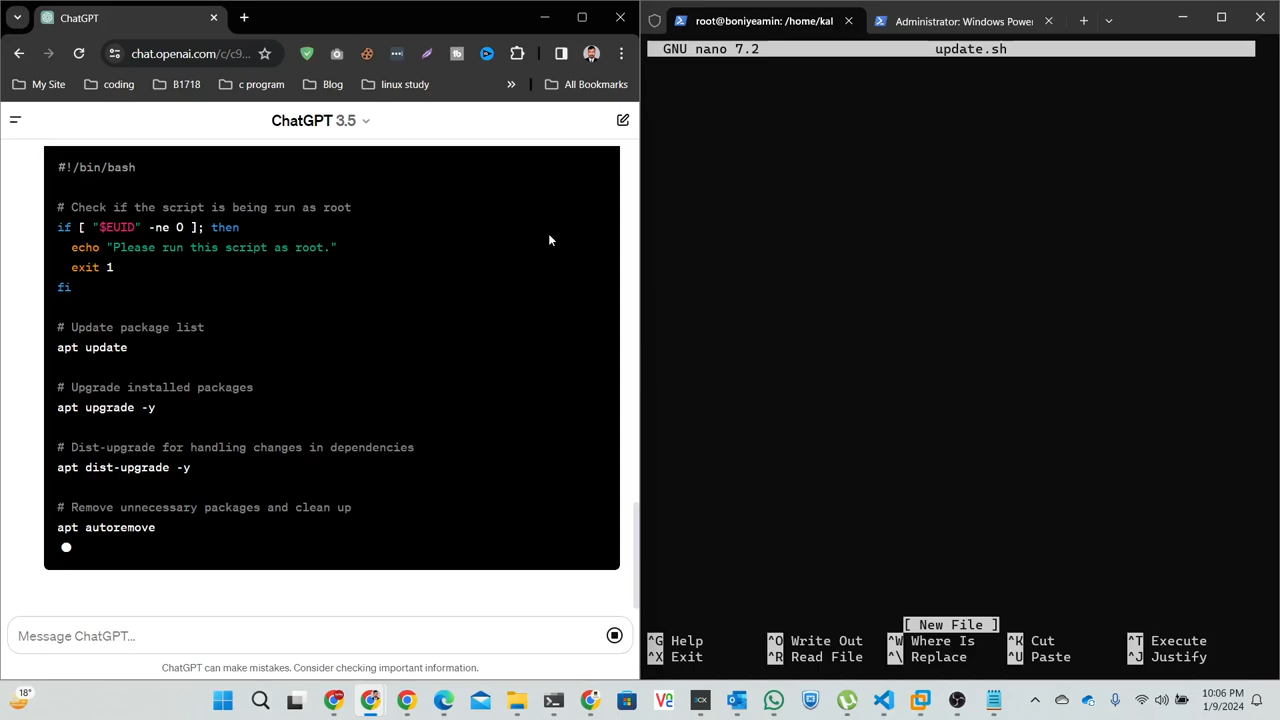 ChatGPT
chat.openai.com/c/c9...
My Site
coding
B1718
c program
Blog
linux study
»
All Bookmarks
ChatGPT 3.5
#!/bin/bash
# Check if the script is being run as root
if [ "$EUID" -ne 0 ]; then
echo "Please run this script as root."
exit 1
fi
# Update package list
apt update
# Upgrade installed packages
apt upgrade -y
# Dist-upgrade for handling changes in dependencies
apt dist-upgrade -y
# Remove unnecessary packages and clean up
apt autoremove
Message ChatGPT...
ChatGPT can make mistakes. Consider checking important information.
root@boniyeamin: /home/kal
Administrator: Windows Power
GNU nano 7.2 update.sh
[ New File ]
^G Help ^O Write Out ^W Where Is ^K Cut ^T Execute
^X Exit ^R Read File ^\ Replace ^U Paste ^J Justify
18°
10:06 PM
1/9/2024